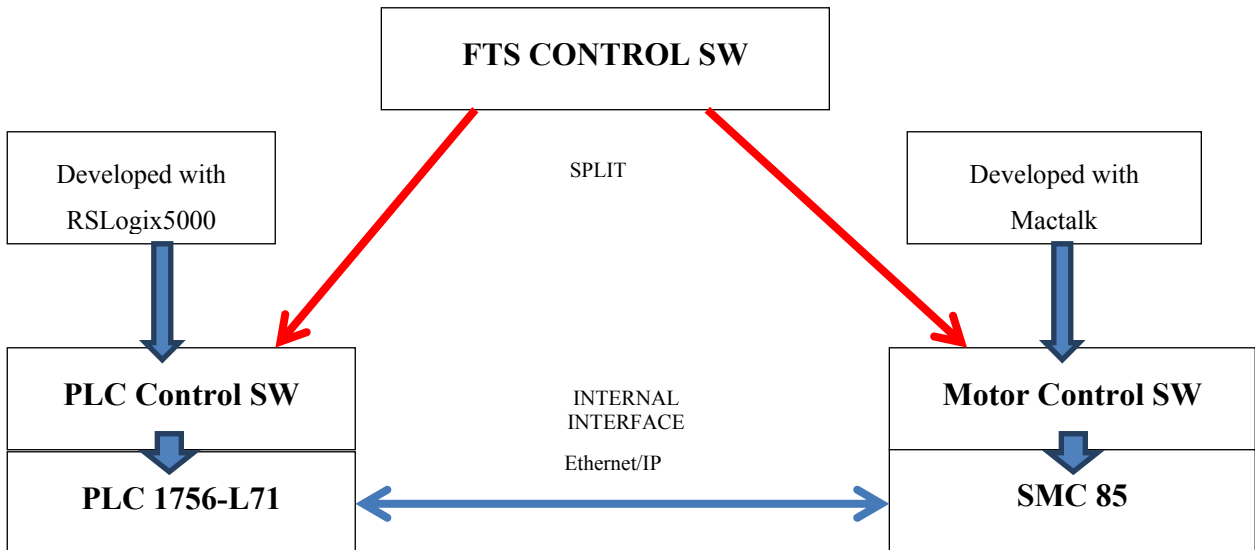 FTS CONTROL SW
Developed with
RSLogix5000
SPLIT
Developed with
Mactalk
PLC Control SW
INTERNAL
INTERFACE
Motor Control SW
Ethernet/IP
PLC 1756-L71
SMC 85